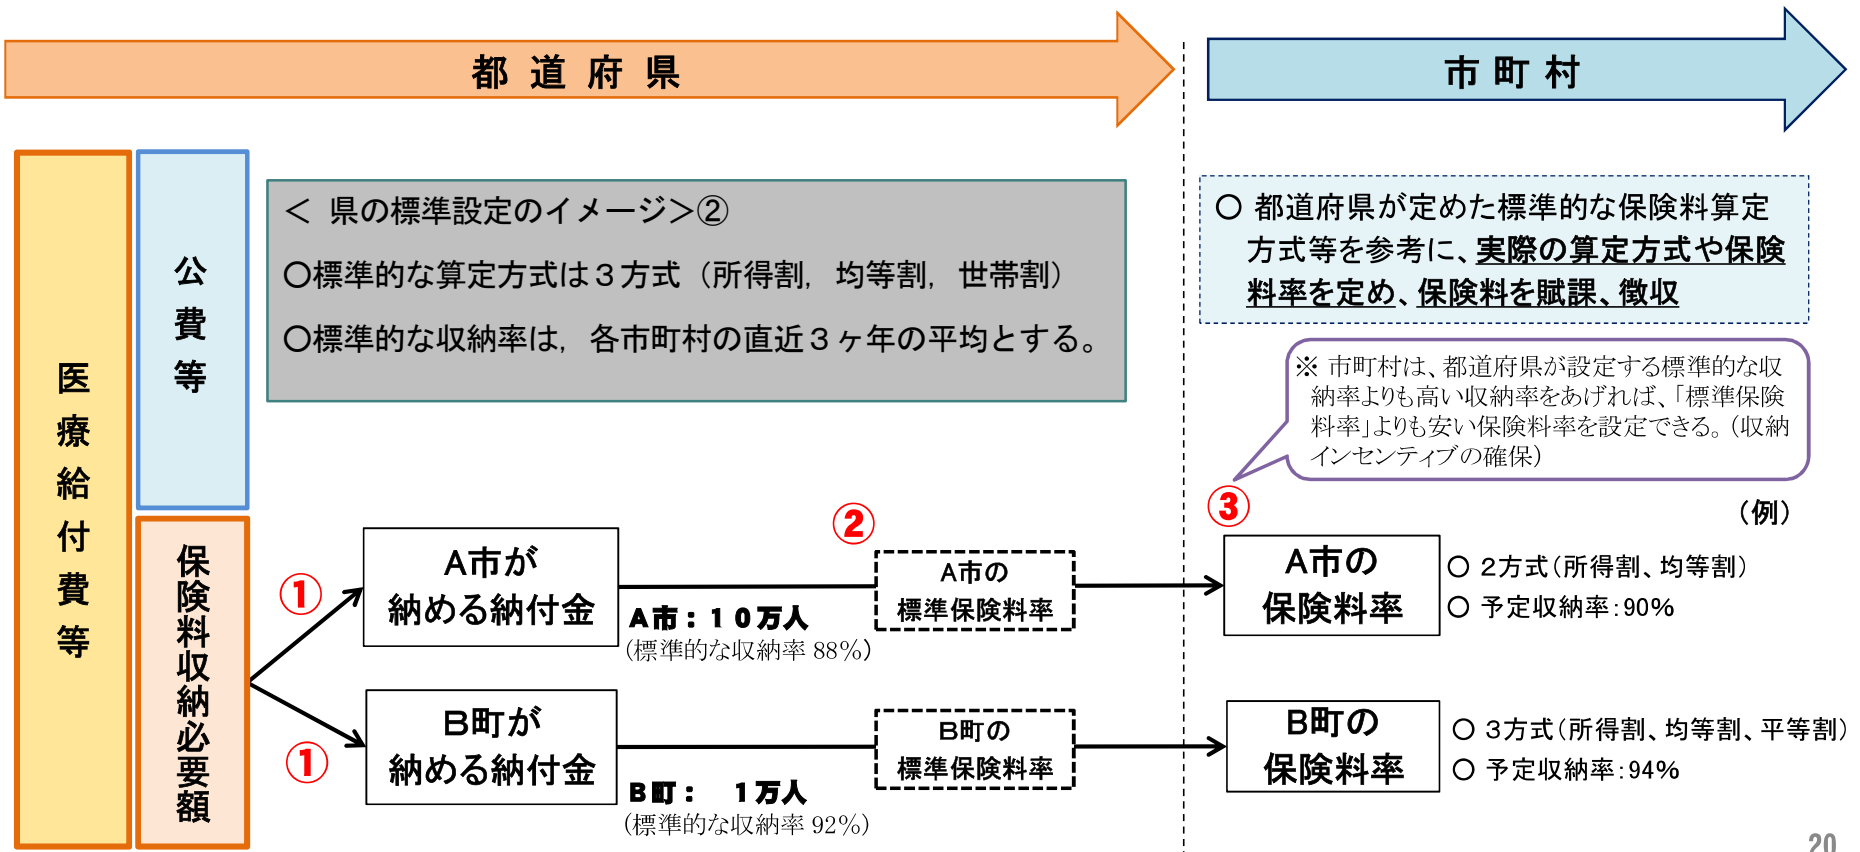 都道府県
市町村
医療給付費等
公費等
保険料収納必要額
< 県の標準設定のイメージ>②
〇標準的な算定方式は３方式（所得割，均等割，世帯割）
〇標準的な収納率は，各市町村の直近３ヶ年の平均とする。
○ 都道府県が定めた標準的な保険料算定
方式等を参考に、実際の算定方式や保険
料率を定め、保険料を賦課、徴収
※ 市町村は、都道府県が設定する標準的な収
納率よりも高い収納率をあげれば、「標準保険
料率」よりも安い保険料率を設定できる。（収納
インセンティブの確保）
（例）
①
A市が
納める納付金
A市：１０万人
（標準的な収納率 88％）
②
A市の
標準保険料率
③
A市の
保険料率
○ 2方式（所得割、均等割）
○ 予定収納率：90％
①
B町が
納める納付金
B町：　１万人
（標準的な収納率 92％）
B町の
標準保険料率
B町の
保険料率
○ 3方式（所得割、均等割、平等割）
○ 予定収納率：94％
20